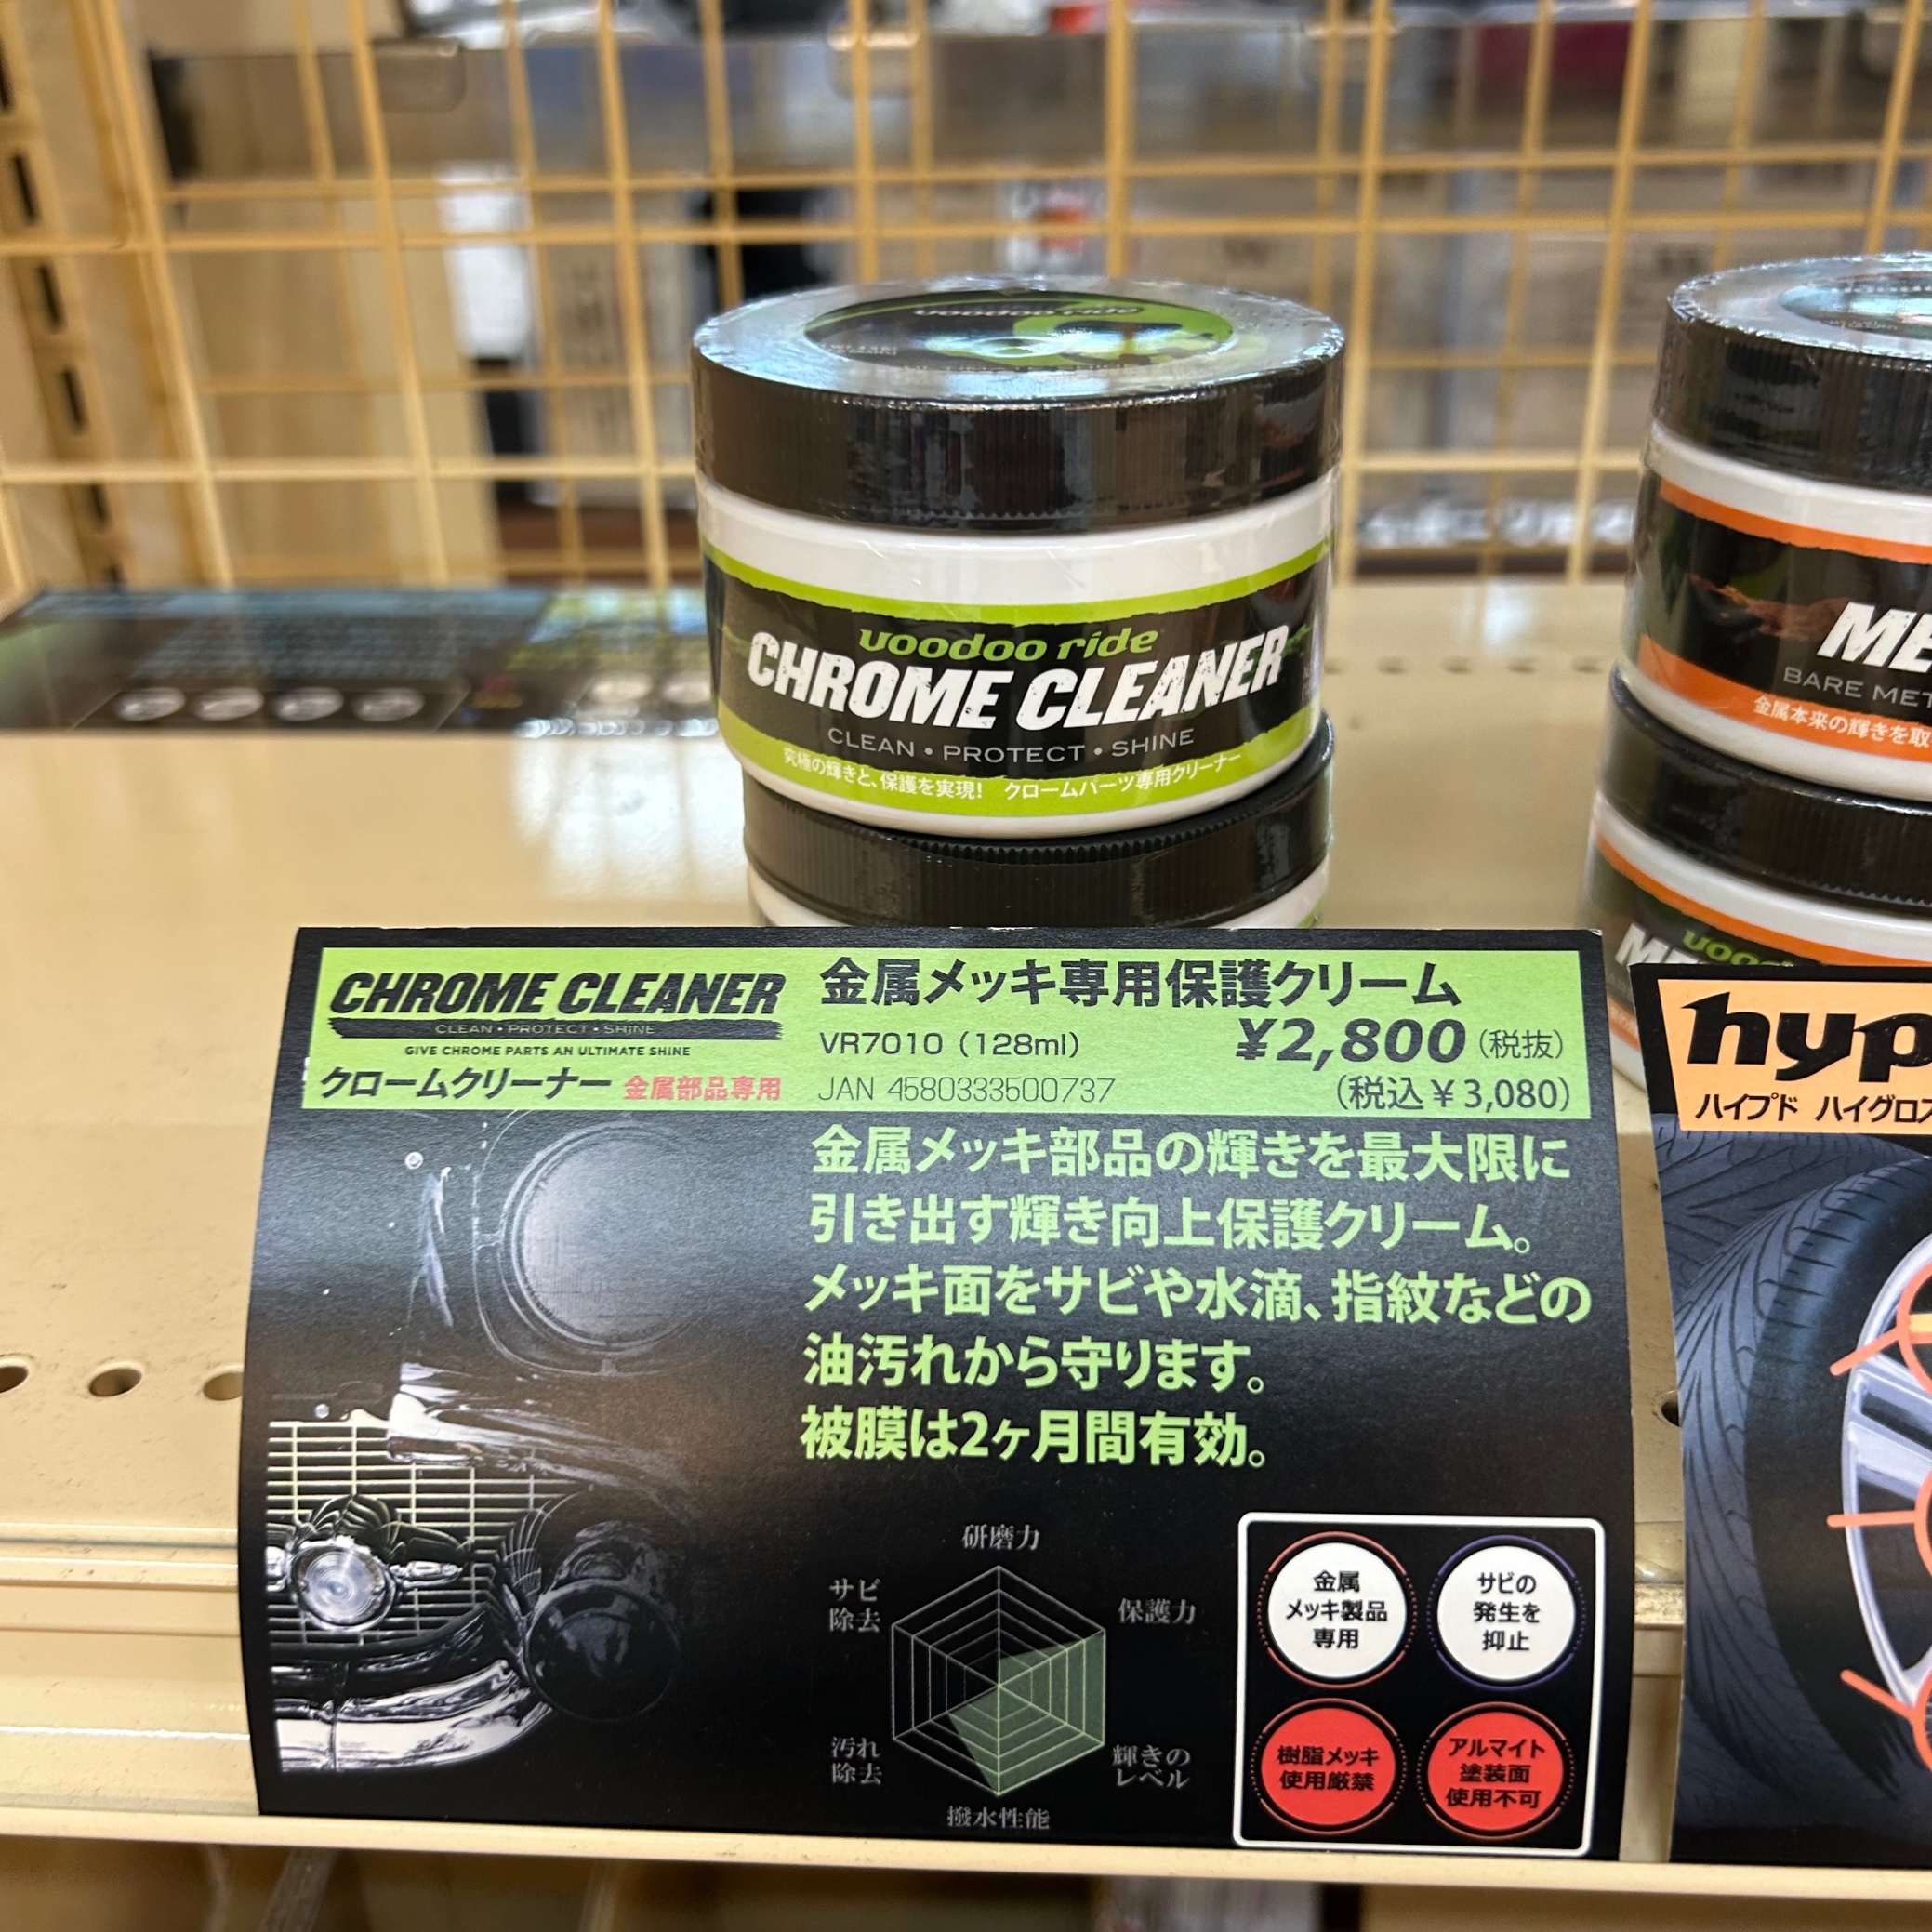 voodoo ride
voodoo ride
CHROME CLEANER
CLEAN • PROTECT • SHINE
究極の輝きと、保護を実現! クロームパーツ専用クリーナー
BARE MET
金属本来の輝きを取
CHROME CLEANER
CLEAN • PROTECT • SHINE
GIVE CHROME PARTS AN ULTIMATE SHINE
クロームクリーナー 金属部品専用
金属メッキ専用保護クリーム
VR7010 (128ml) ¥2,800 (税抜)
JAN 4580333500737 (税込¥3,080)
金属メッキ部品の輝きを最大限に
引き出す輝き向上保護クリーム。
メッキ面をサビや水滴、指紋などの
油汚れから守ります。
被膜は2ヶ月間有効。
研磨力
保護力
輝きの
レベル
撥水性能
汚れ
除去
サビ
除去
金属
メッキ製品
専用
サビの
発生を
抑止
樹脂メッキ
使用厳禁
アルマイト
塗装面
使用不可
hyp
ハイプド ハイグロス